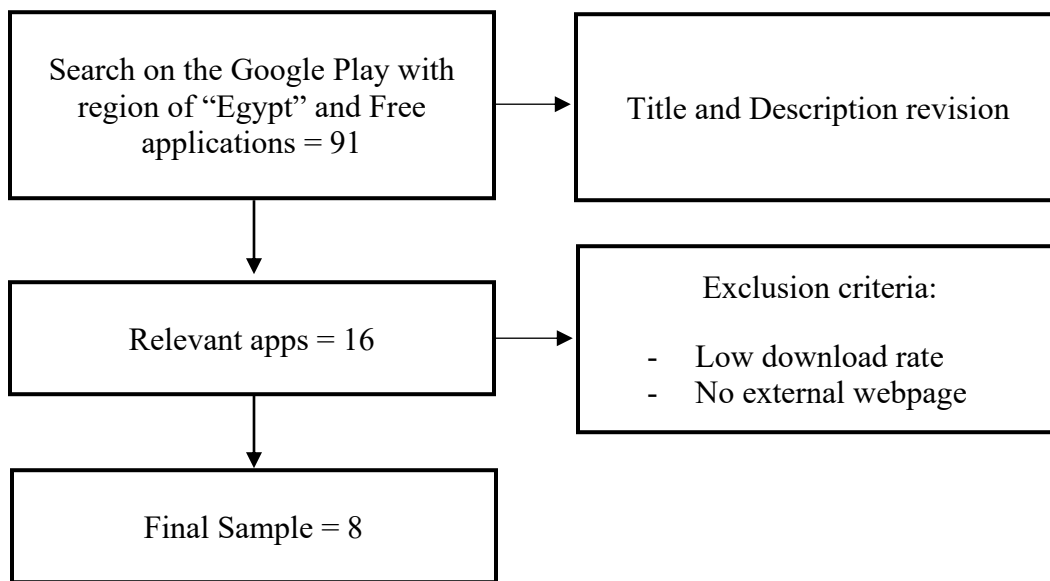 Search on the Google Play with
region of “Egypt” and Free
applications = 91
Title and Description revision
Relevant apps = 16
Exclusion criteria:
- Low download rate
- No external webpage
Final Sample = 8